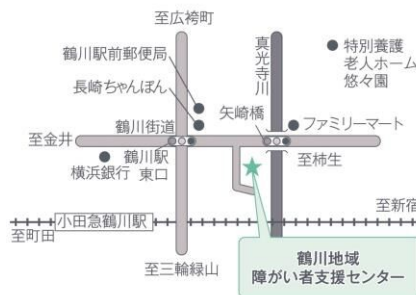 至広袴町
鶴川駅前郵便局
長崎ちゃんぽん
真光寺川
特別養護
老人ホーム
悠々園
鶴川街道
矢崎橋
ファミリーマート
至金井
鶴川駅
東口
横浜銀行
至柿生
至新宿
小田急鶴川駅
至町田
至三輪緑山
鶴川地域
障がい者支援センター